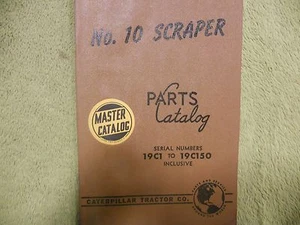 No. 10 SCRAPER
MASTER
CATALOG
PARTS
Catalog
SERIAL NUMBERS
19C1 TO 19C150
INCLUSIVE
CATERPILLAR TRACTOR CO.